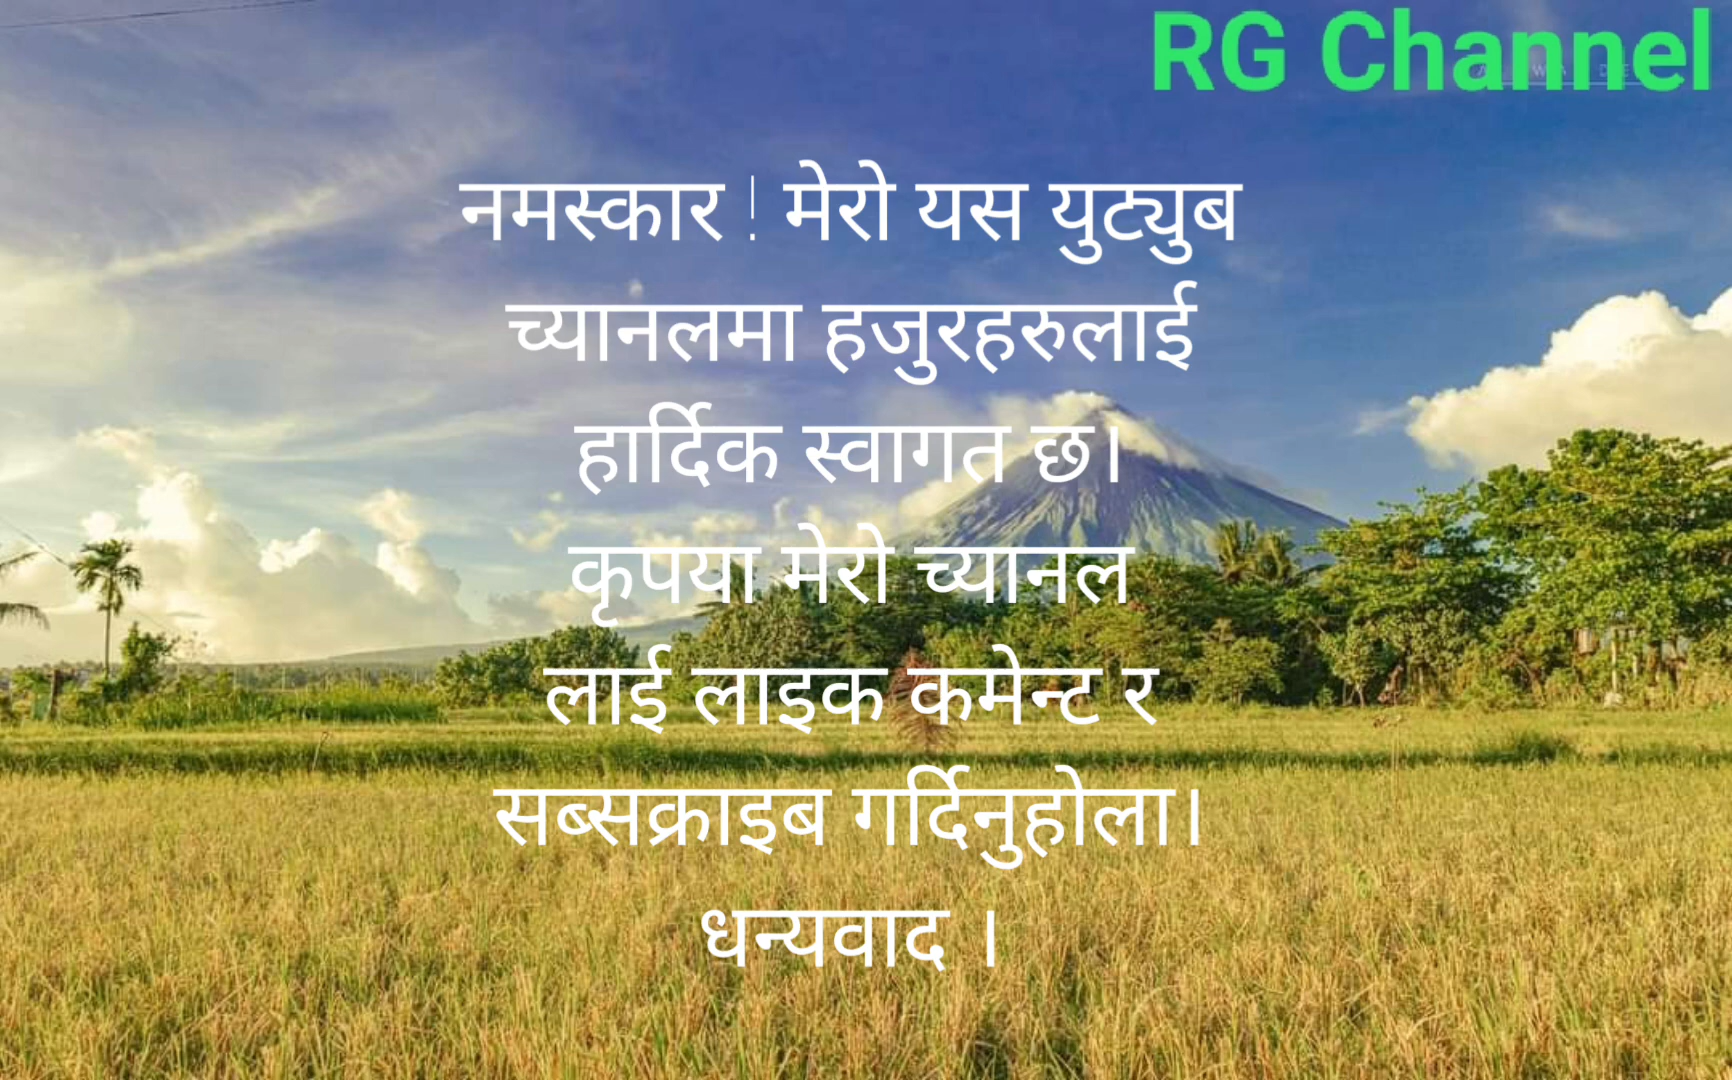 RG Channel
नमस्कार ! मेरो यस युट्युब
च्यानलमा हजुरहरुलाई
हार्दिक स्वागत छ।
कृपया मेरो च्यानल
लाई लाइक कमेन्ट र
सब्सक्राइब गर्दिनुहोला।
धन्यवाद ।